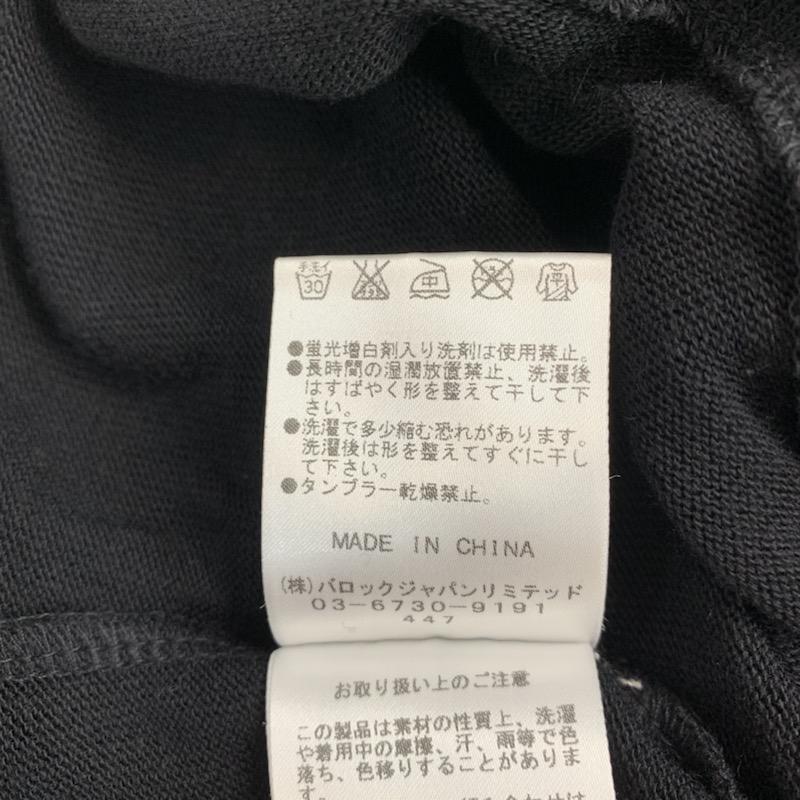 手洗イ
30
エンソサラシ
中
平
●蛍光増白剤入り洗剤は使用禁止。
●長時間の湿潤放置禁止、洗濯後
はすばやく形を整えて干して下
さい。
●洗濯で多少縮む恐れがあります。
洗濯後は形を整えてすぐに干し
て下さい。
●タンブラー乾燥禁止。
MADE IN CHINA
(株)バロックジャパンリミテッド
03-6730-9191
447
お取り扱い上のご注意
この製品は素材の性質上、洗濯
や着用中の摩擦、汗、雨等で色
落ち、色移りすることがありま
す。